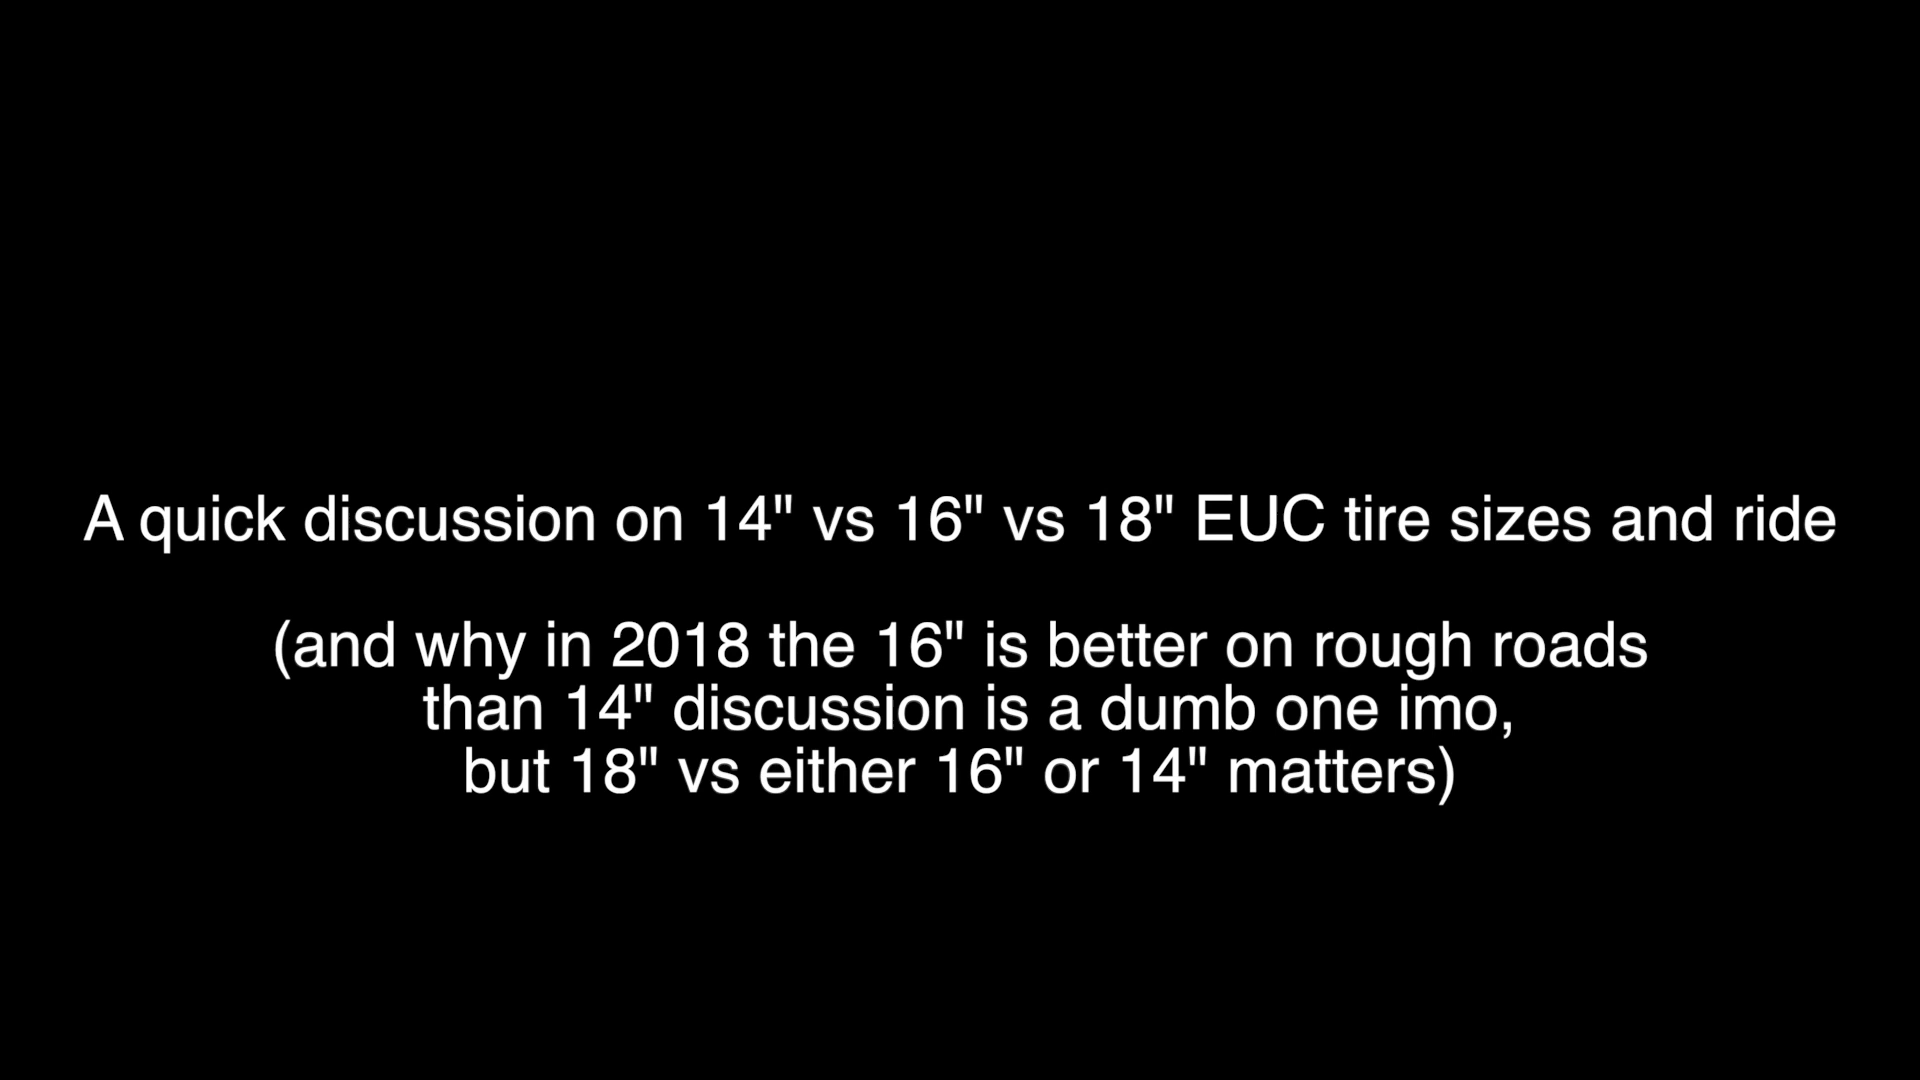 A quick discussion on 14" vs 16" vs 18" EUC tire sizes and ride
(and why in 2018 the 16" is better on rough roads
than 14" discussion is a dumb one imo,
but 18" vs either 16" or 14" matters)